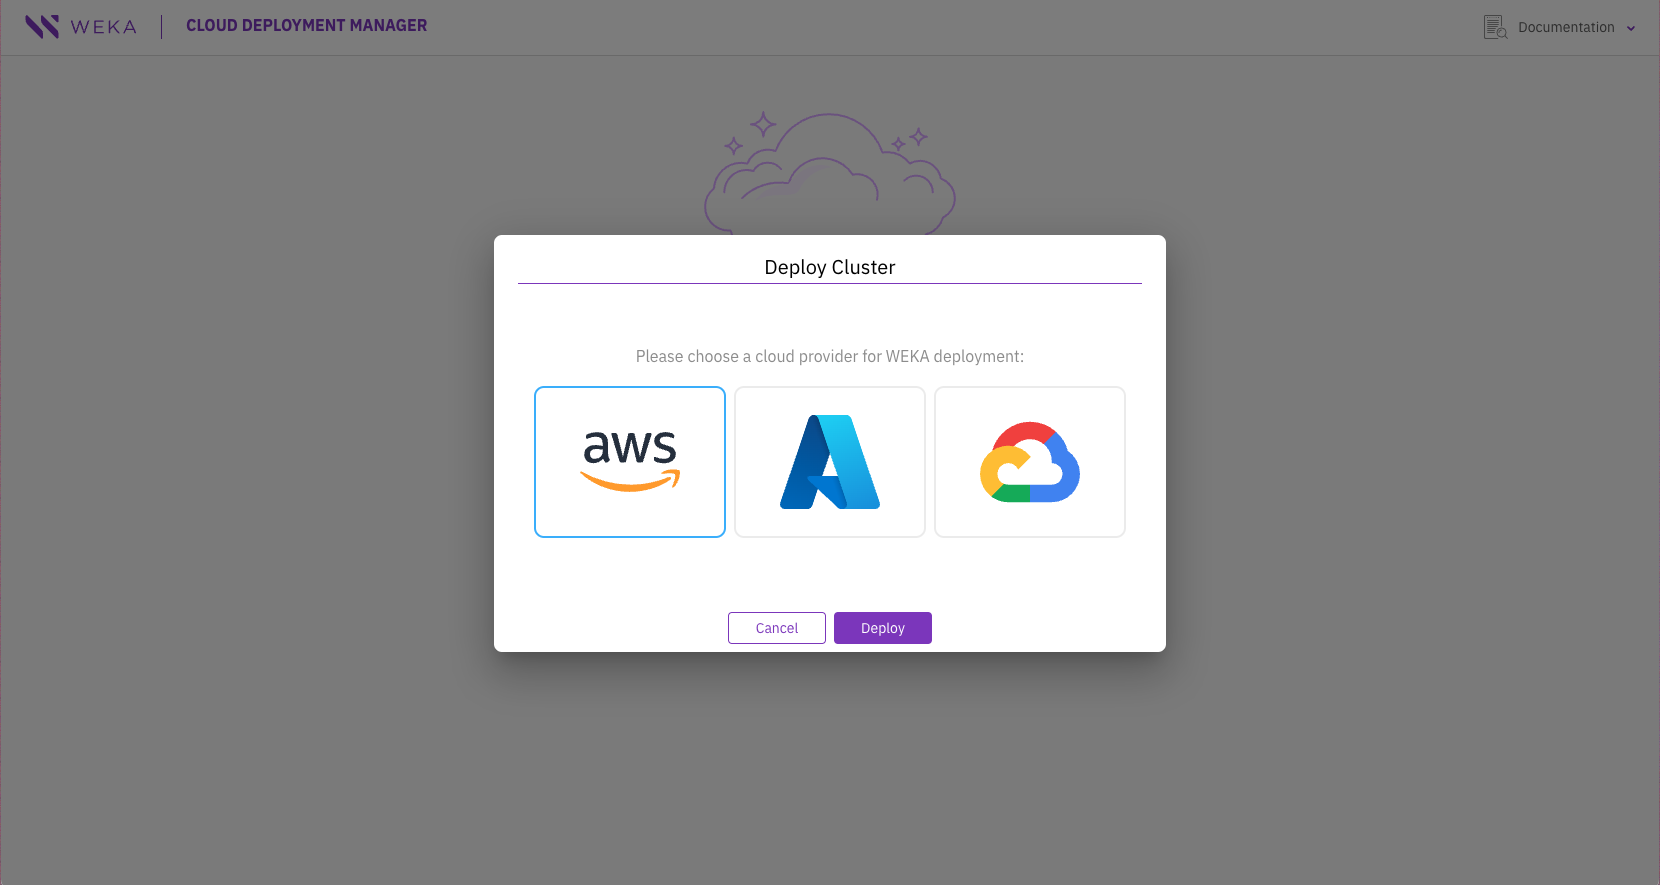 WEKA
CLOUD DEPLOYMENT MANAGER
Documentation
Deploy Cluster
Please choose a cloud provider for WEKA deployment:
aws
Cancel
Deploy